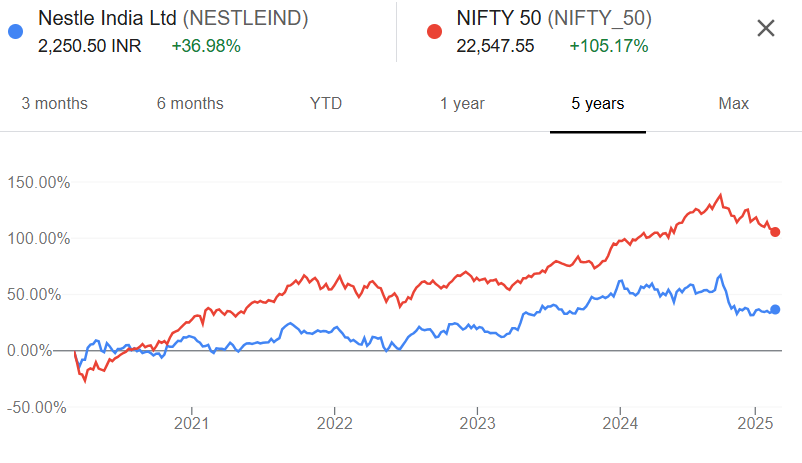 Nestle India Ltd (NESTLEIND)
2,250.50 INR +36.98%
NIFTY 50 (NIFTY_50)
22,547.55 +105.17%
3 months 6 months YTD 1 year 5 years Max
150.00%
100.00%
50.00%
0.00%
-50.00%
2021 2022 2023 2024 2025